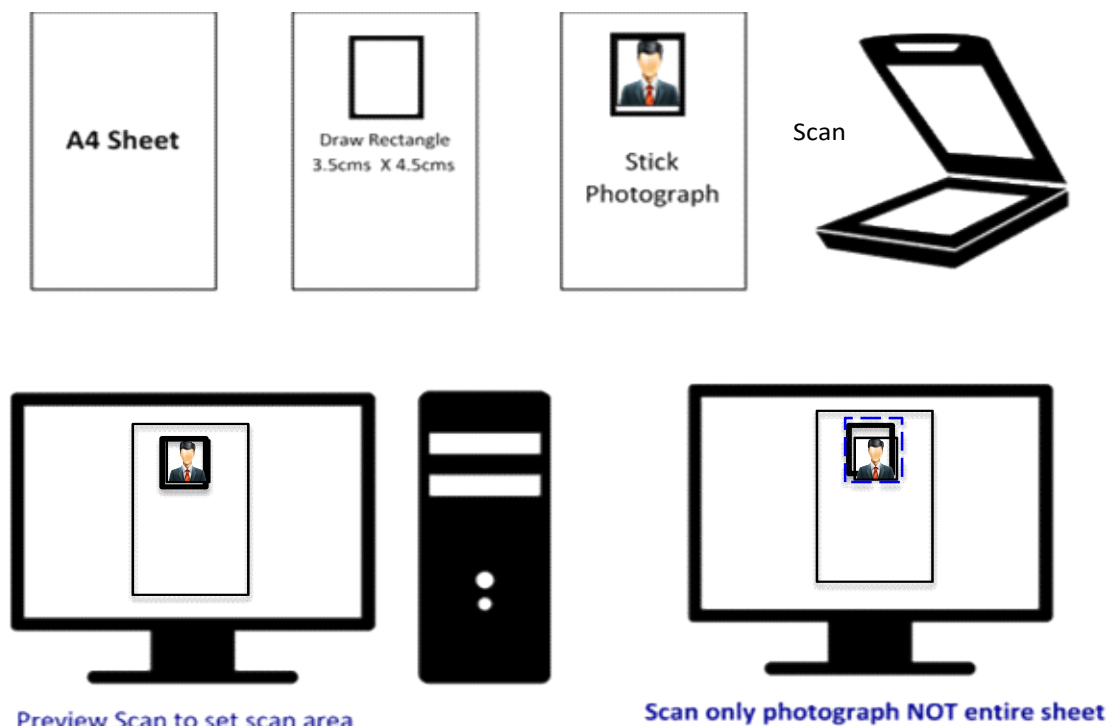 A4 Sheet
Draw Rectangle
3.5cms X 4.5cms
Stick
Photograph
Scan
Preview Scan to set scan area
Scan only photograph NOT entire sheet